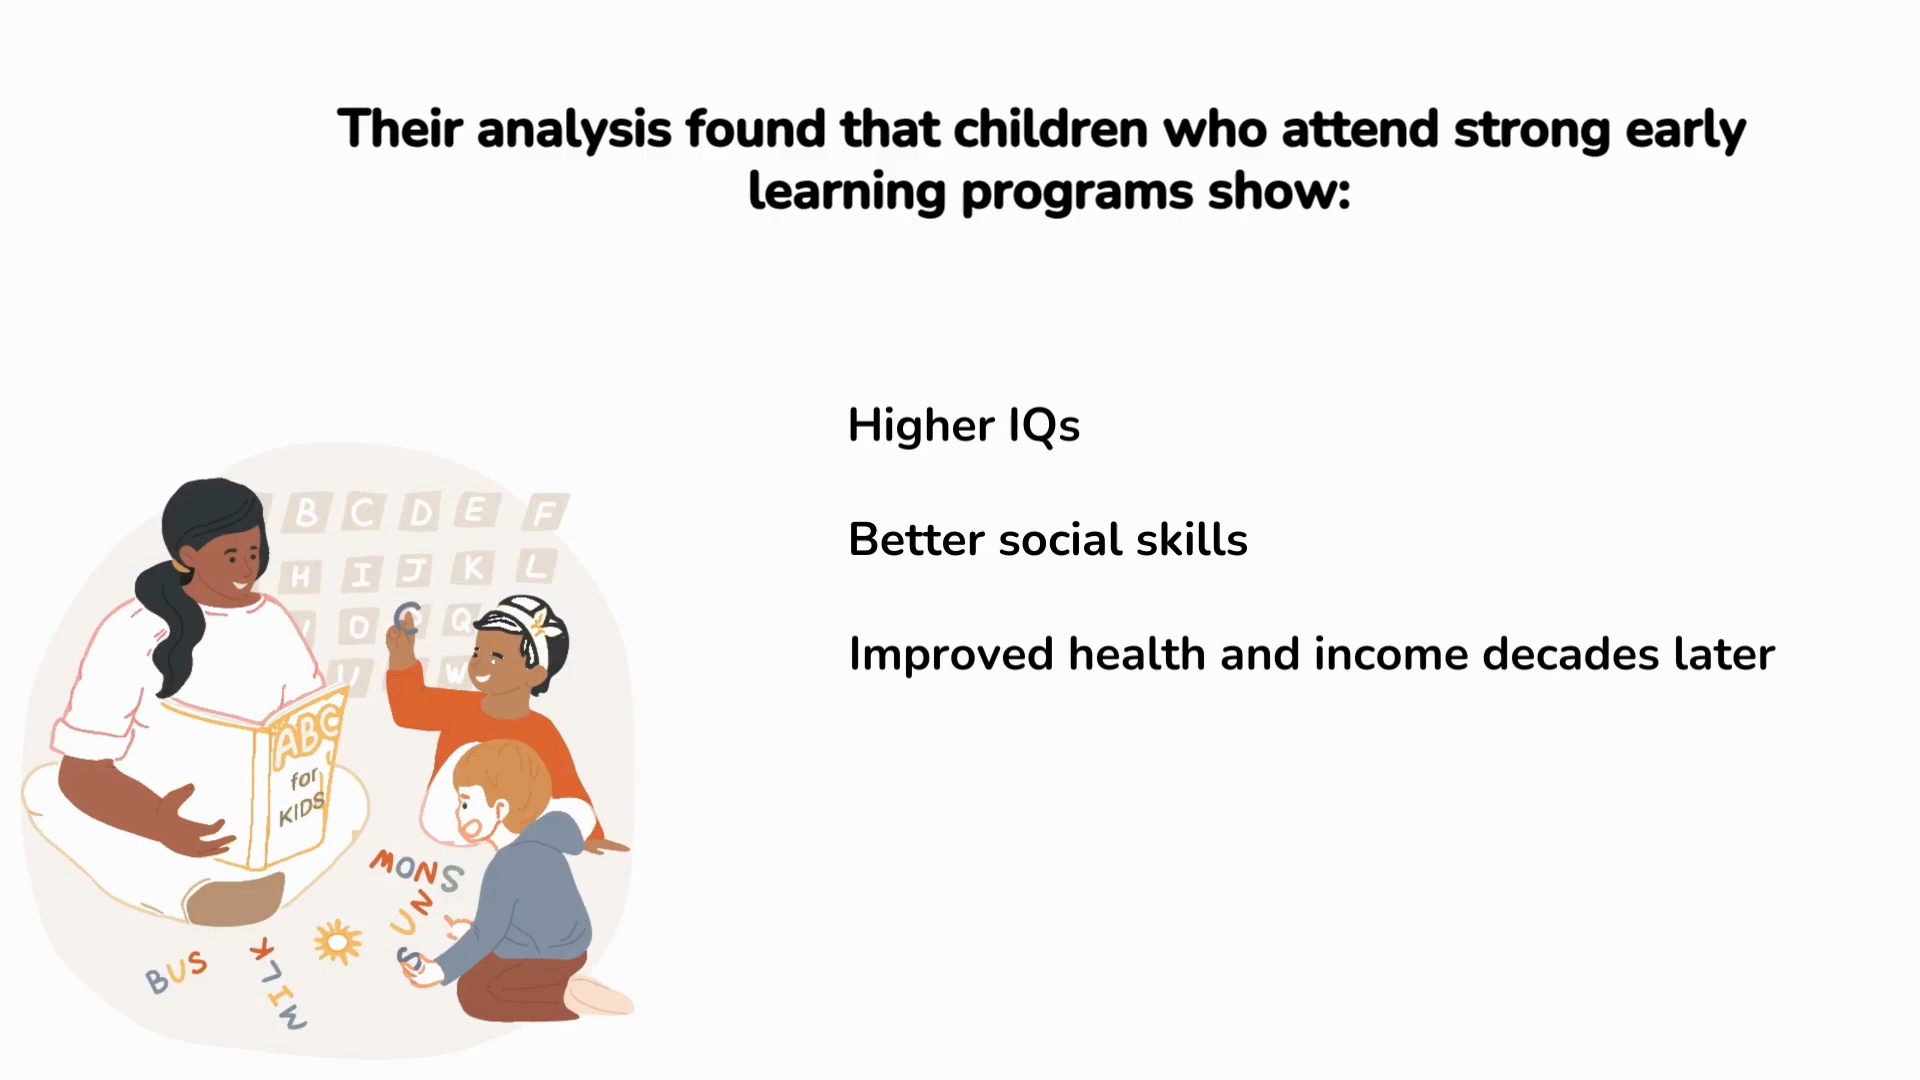 Their analysis found that children who attend strong early
learning programs show:
Higher IQs
Better social skills
Improved health and income decades later
B C D E F
H I J K L
O Q
U W
C
ABC
for
KIDS
MONS
SUN
BUS
MILK